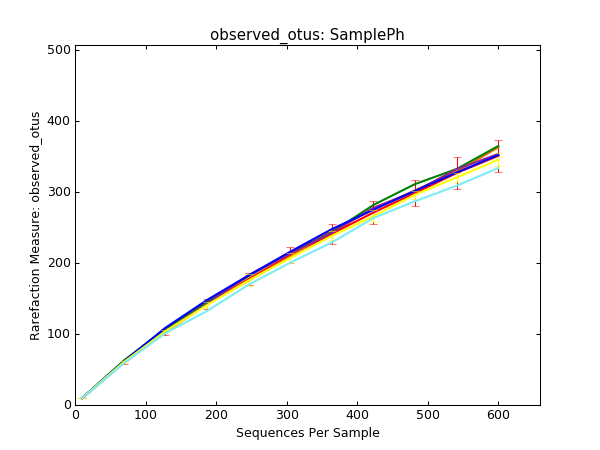 observed_otus: SamplePh
500
400
300
200
100
0
0 100 200 300 400 500 600
Rarefaction Measure: observed_otus
Sequences Per Sample